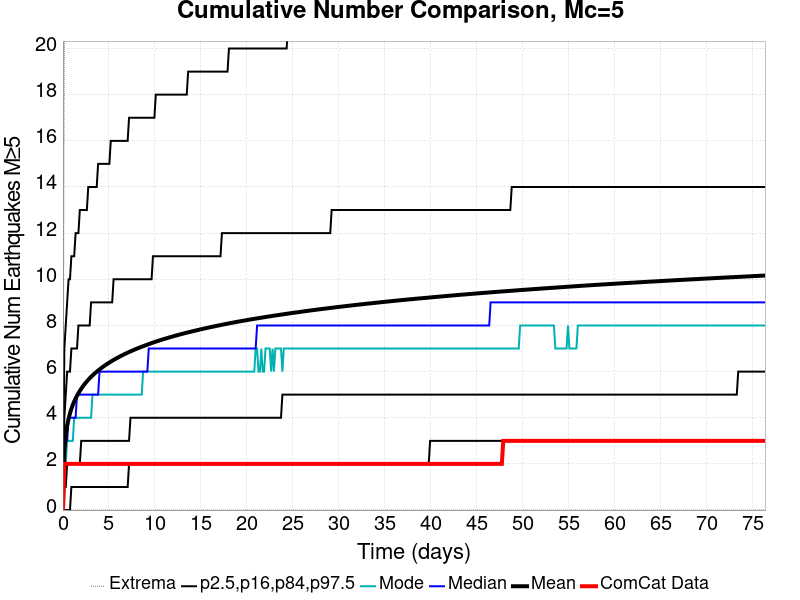 Cumulative Number Comparison, Mc=5
Cumulative Num Earthquakes M≥5
20
18
16
14
12
10
8
6
4
2
0
0 5 10 15 20 25 30 35 40 45 50 55 60 65 70 75
Time (days)
Extrema p2.5,p16,p84,p97.5 Mode Median Mean ComCat Data